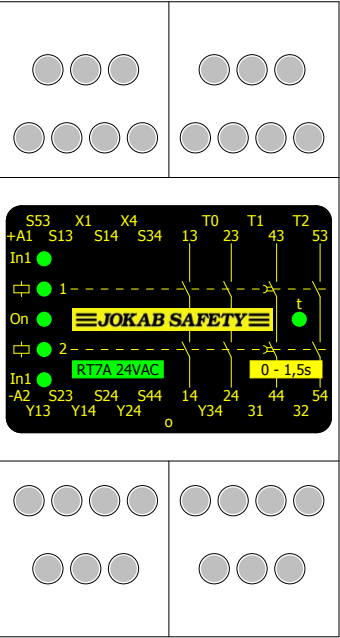 S53 X1 X4 T0 T1 T2
+A1 S13 S14 S34 13 23 43 53
In1
1
t
On JOKAB SAFETY
2
RT7A 24VAC 0 - 1,5s
In1
-A2 S23 S24 S44 14 24 44 54
Y13 Y14 Y24 Y34 31 32
o